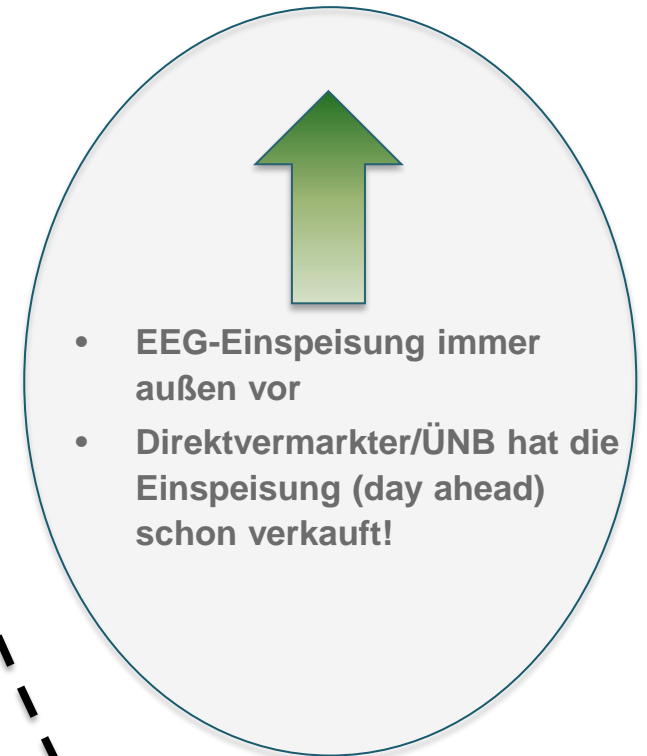 • EEG-Einspeisung immer
außen vor
• Direktvermarkter/ÜNB hat die
Einspeisung (day ahead)
schon verkauft!